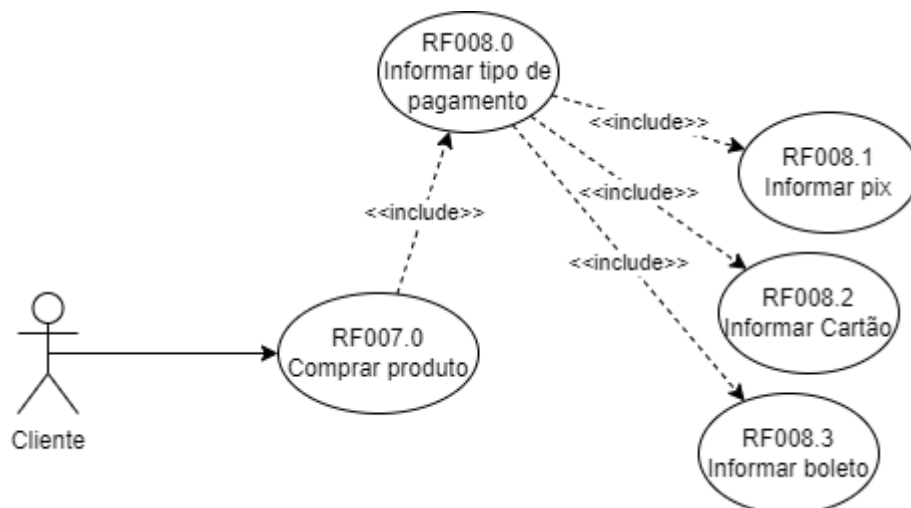 RF008.0
Informar tipo de
pagamento
<<include>>
RF008.1
Informar pix
<<include>>
<<include>>
<<include>>
RF008.2
Informar Cartão
RF007.0
Comprar produto
Cliente
RF008.3
Informar boleto